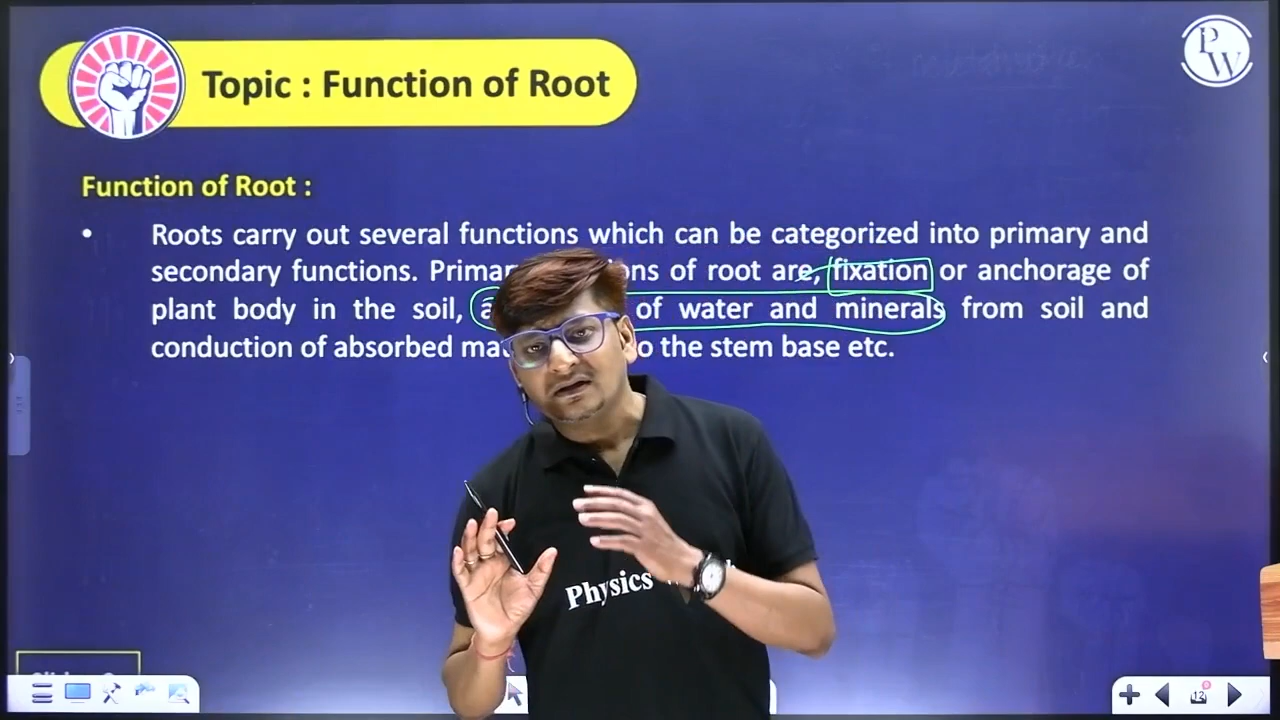 Topic : Function of Root
PW
Function of Root :
• Roots carry out several functions which can be categorized into primary and
secondary functions. of root are, fixation or anchorage of
plant body in the soil, of water and minerals from soil and
conduction of absorbed the stem base etc.
Physics
12